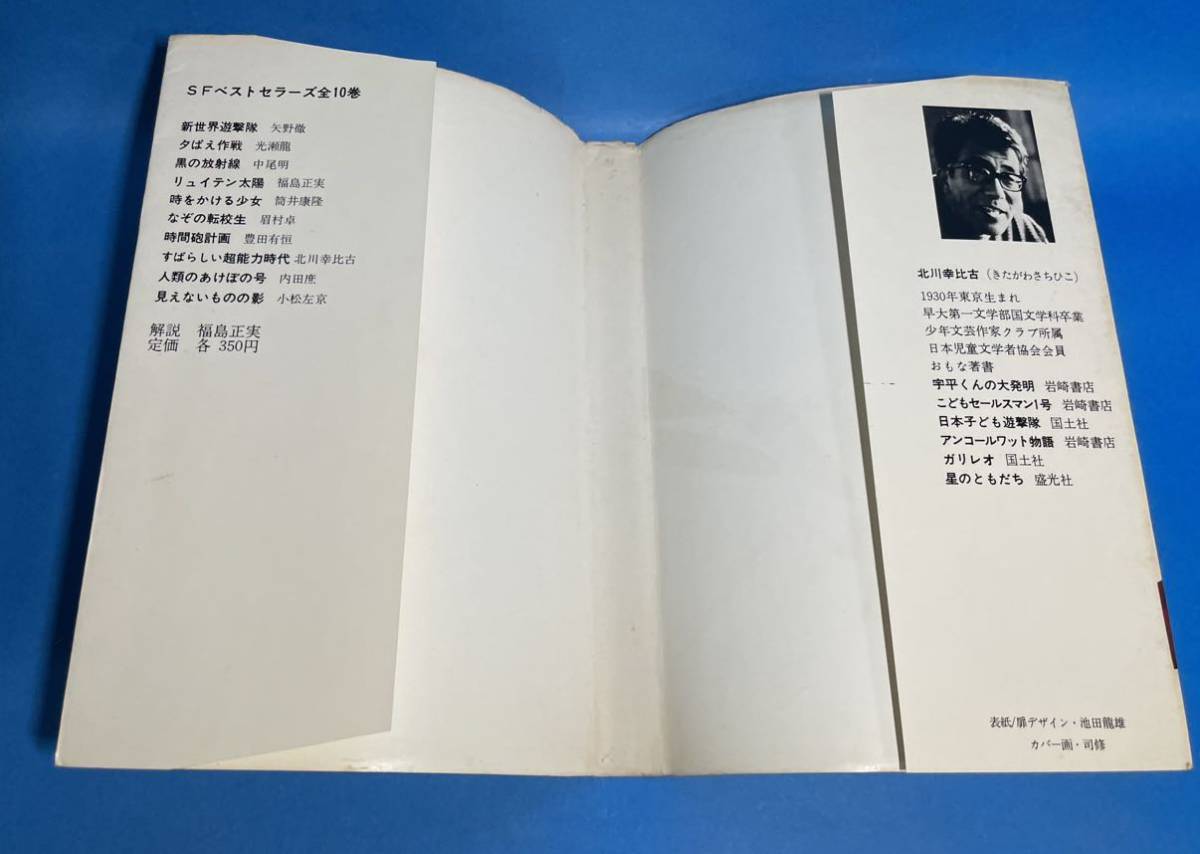 SFベストセラーズ全10巻
新世界遊撃隊 矢野徹
夕ばえ作戦 光瀬龍
黒の放射線 中尾明
リュイテン太陽 福島正実
時をかける少女 筒井康隆
なぞの転校生 眉村卓
時間砲計画 豊田有恒
すばらしい超能力時代 北川幸比古
人類のあけぼの号 内田庶
見えないものの影 小松左京
解説 福島正実
定価 各 350円
北川幸比古(きたがわさちひこ)
1930年東京生まれ
早大第一文学部国文学科卒業
少年文芸作家クラブ所属
日本児童文学者協会会員
おもな著書
宇平くんの大発明 岩崎書店
こどもセールスマン1号 岩崎書店
日本子ども遊撃隊 国土社
アンコールワット物語 岩崎書店
ガリレオ 国土社
星のともだち 盛光社
表紙/扉デザイン・池田龍雄
カバー画・司修